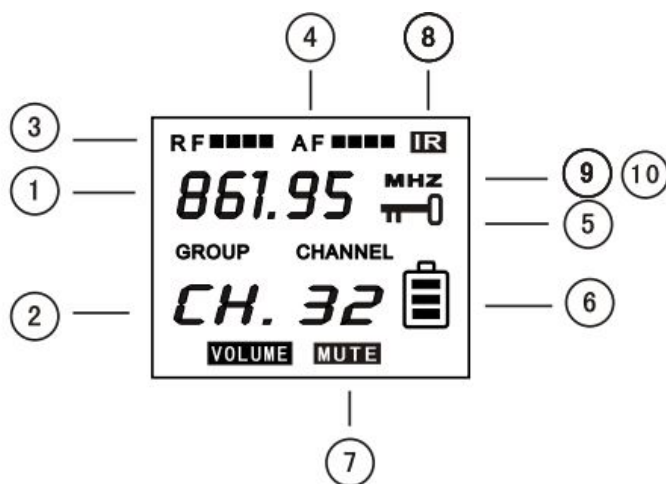 ④ ⑧
③ RF AF IR
① 861.95 MHZ ⑨ ⑩
⑤
GROUP CHANNEL
② CH. 32 ⑥
VOLUME MUTE
⑦